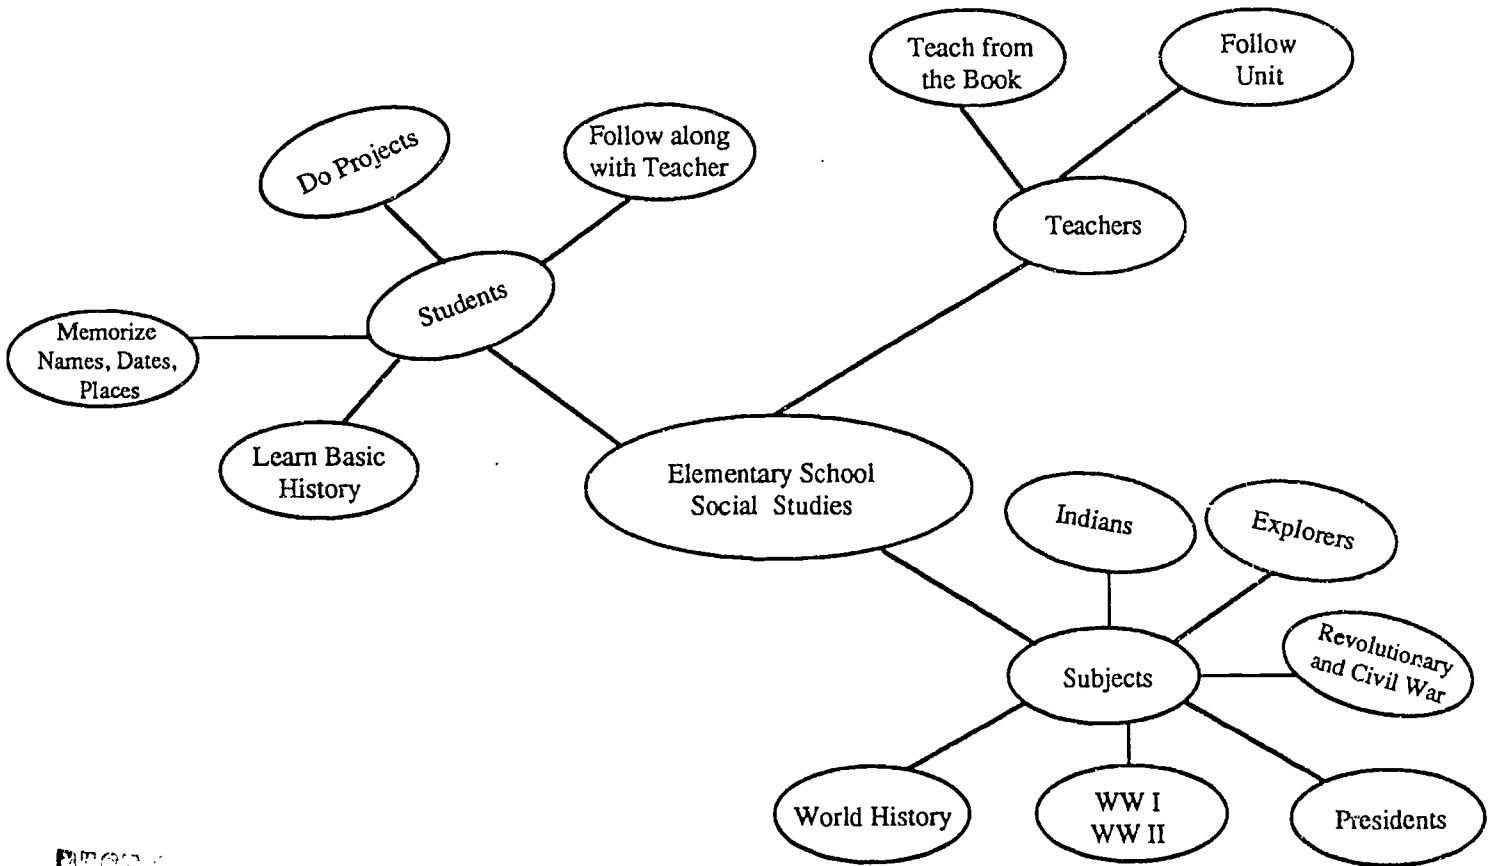 Teach from
the Book
Follow
Unit
Do Projects
Follow along
with Teacher
Teachers
Students
Memorize
Names, Dates,
Places
Learn Basic
History
Elementary School
Social Studies
Indians
Explorers
Revolutionary
and Civil War
Subjects
World History
WW I
WW II
Presidents